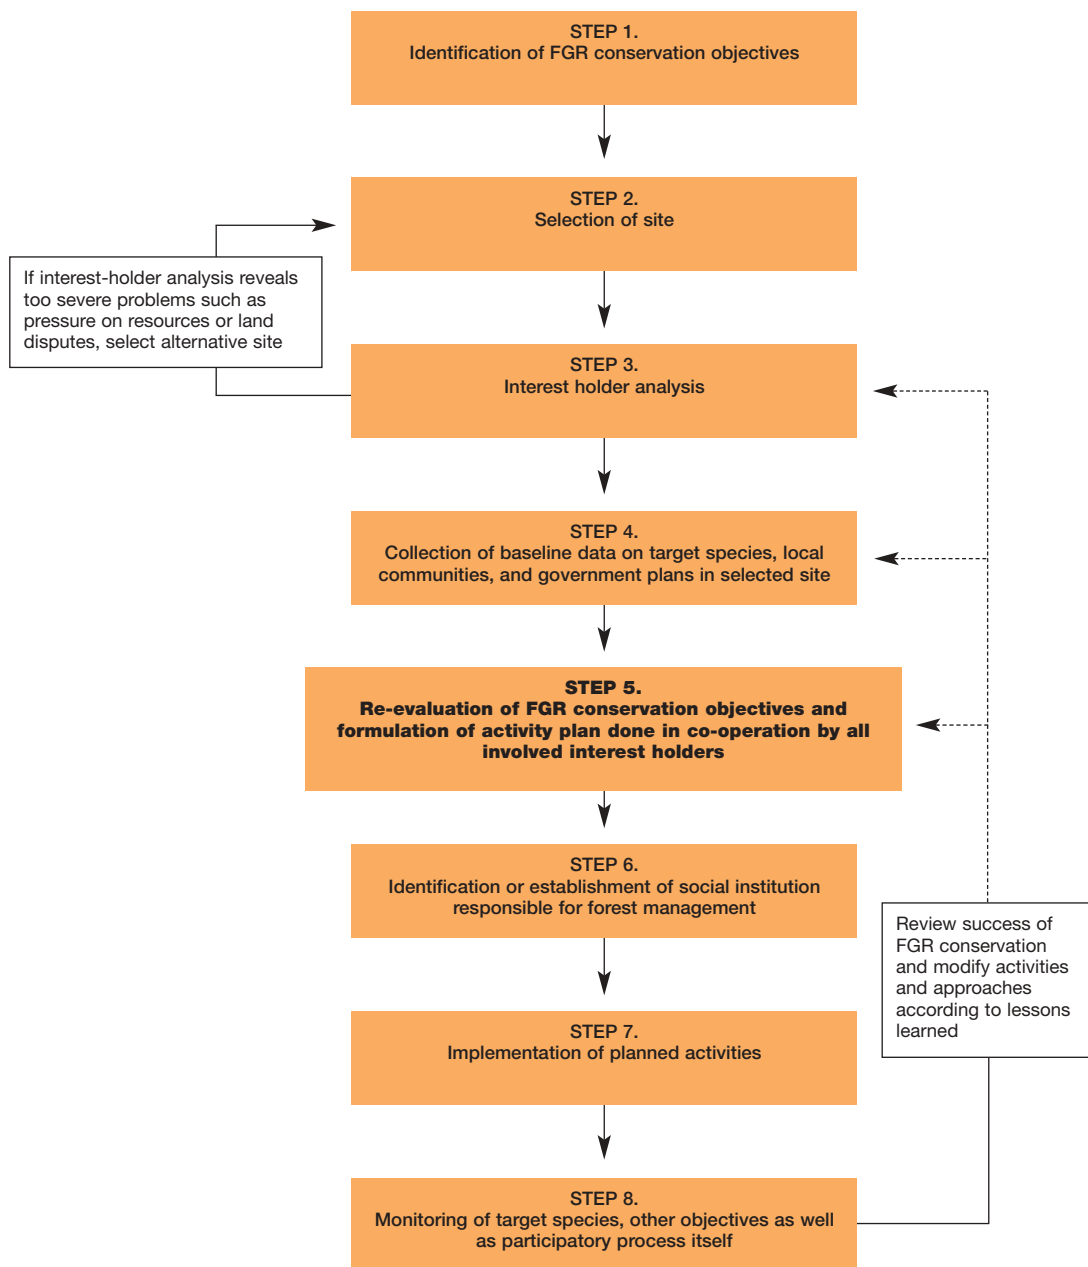 STEP 1.
Identification of FGR conservation objectives
STEP 2.
Selection of site
If interest-holder analysis reveals
too severe problems such as
pressure on resources or land
disputes, select alternative site
STEP 3.
Interest holder analysis
STEP 4.
Collection of baseline data on target species, local
communities, and government plans in selected site
STEP 5.
Re-evaluation of FGR conservation objectives and
formulation of activity plan done in co-operation by all
involved interest holders
STEP 6.
Identification or establishment of social institution
responsible for forest management
Review success of
FGR conservation
and modify activities
and approaches
according to lessons
learned
STEP 7.
Implementation of planned activities
STEP 8.
Monitoring of target species, other objectives as well
as participatory process itself